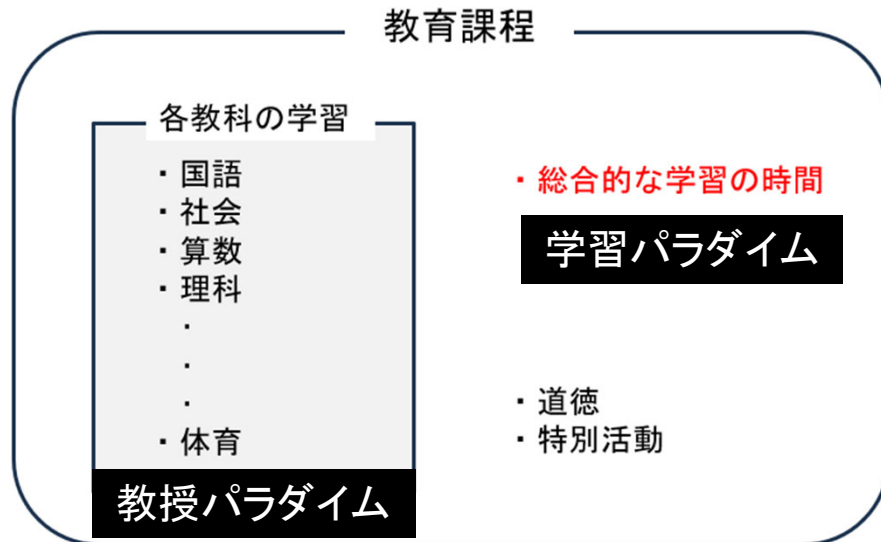 教育課程
各教科の学習
・国語
・社会
・算数
・理科
・
・
・
・体育
教授パラダイム
・総合的な学習の時間
学習パラダイム
・道徳
・特別活動